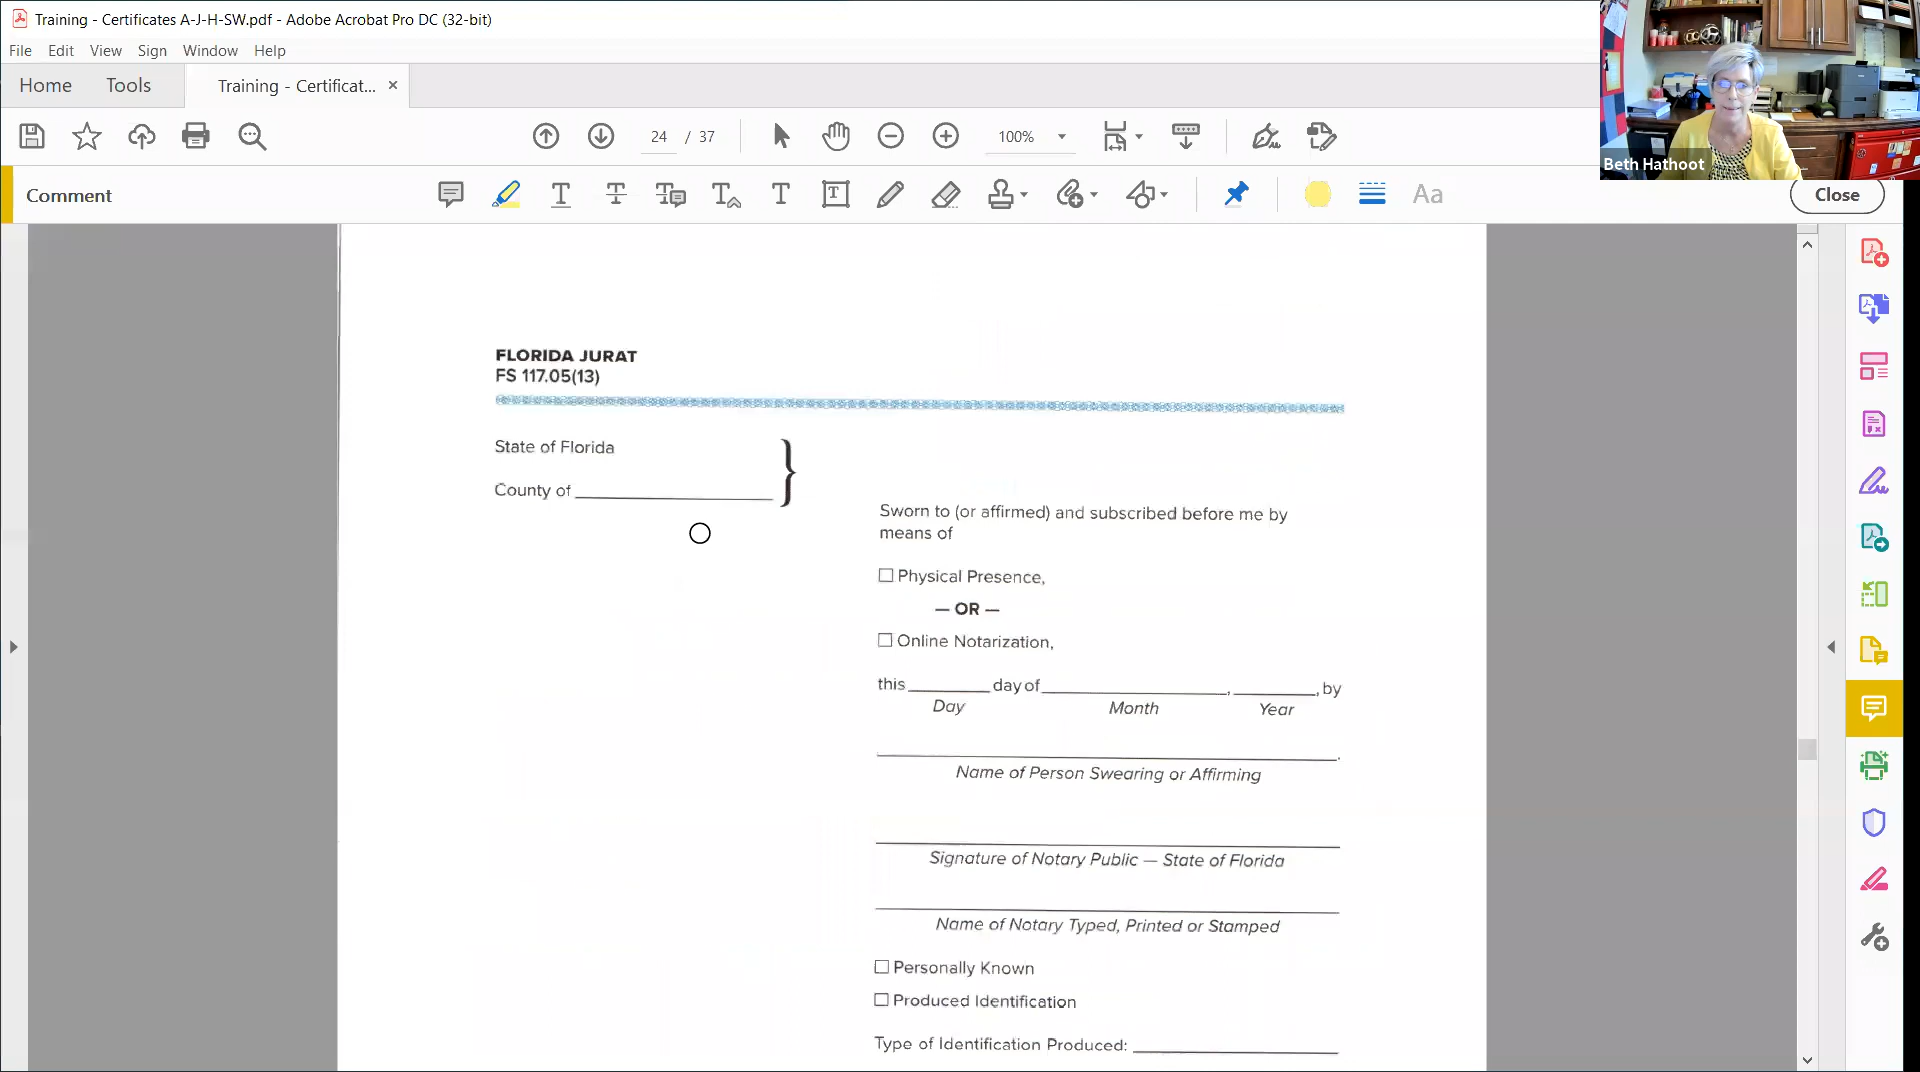 Training - Certificates A-J-H-SW.pdf - Adobe Acrobat Pro DC (32-bit)
File Edit View Sign Window Help
Home Tools Training - Certificat... ×
24 / 37 100%
Beth Hathoot
Comment
Aa
Close
FLORIDA JURAT
FS 117.05(13)
State of Florida
County of
Sworn to (or affirmed) and subscribed before me by
means of
Physical Presence,
— OR —
Online Notarization,
this ________ day of ________________, ________, by
Day Month Year
Name of Person Swearing or Affirming
Signature of Notary Public — State of Florida
Name of Notary Typed, Printed or Stamped
Personally Known
Produced Identification
Type of Identification Produced: